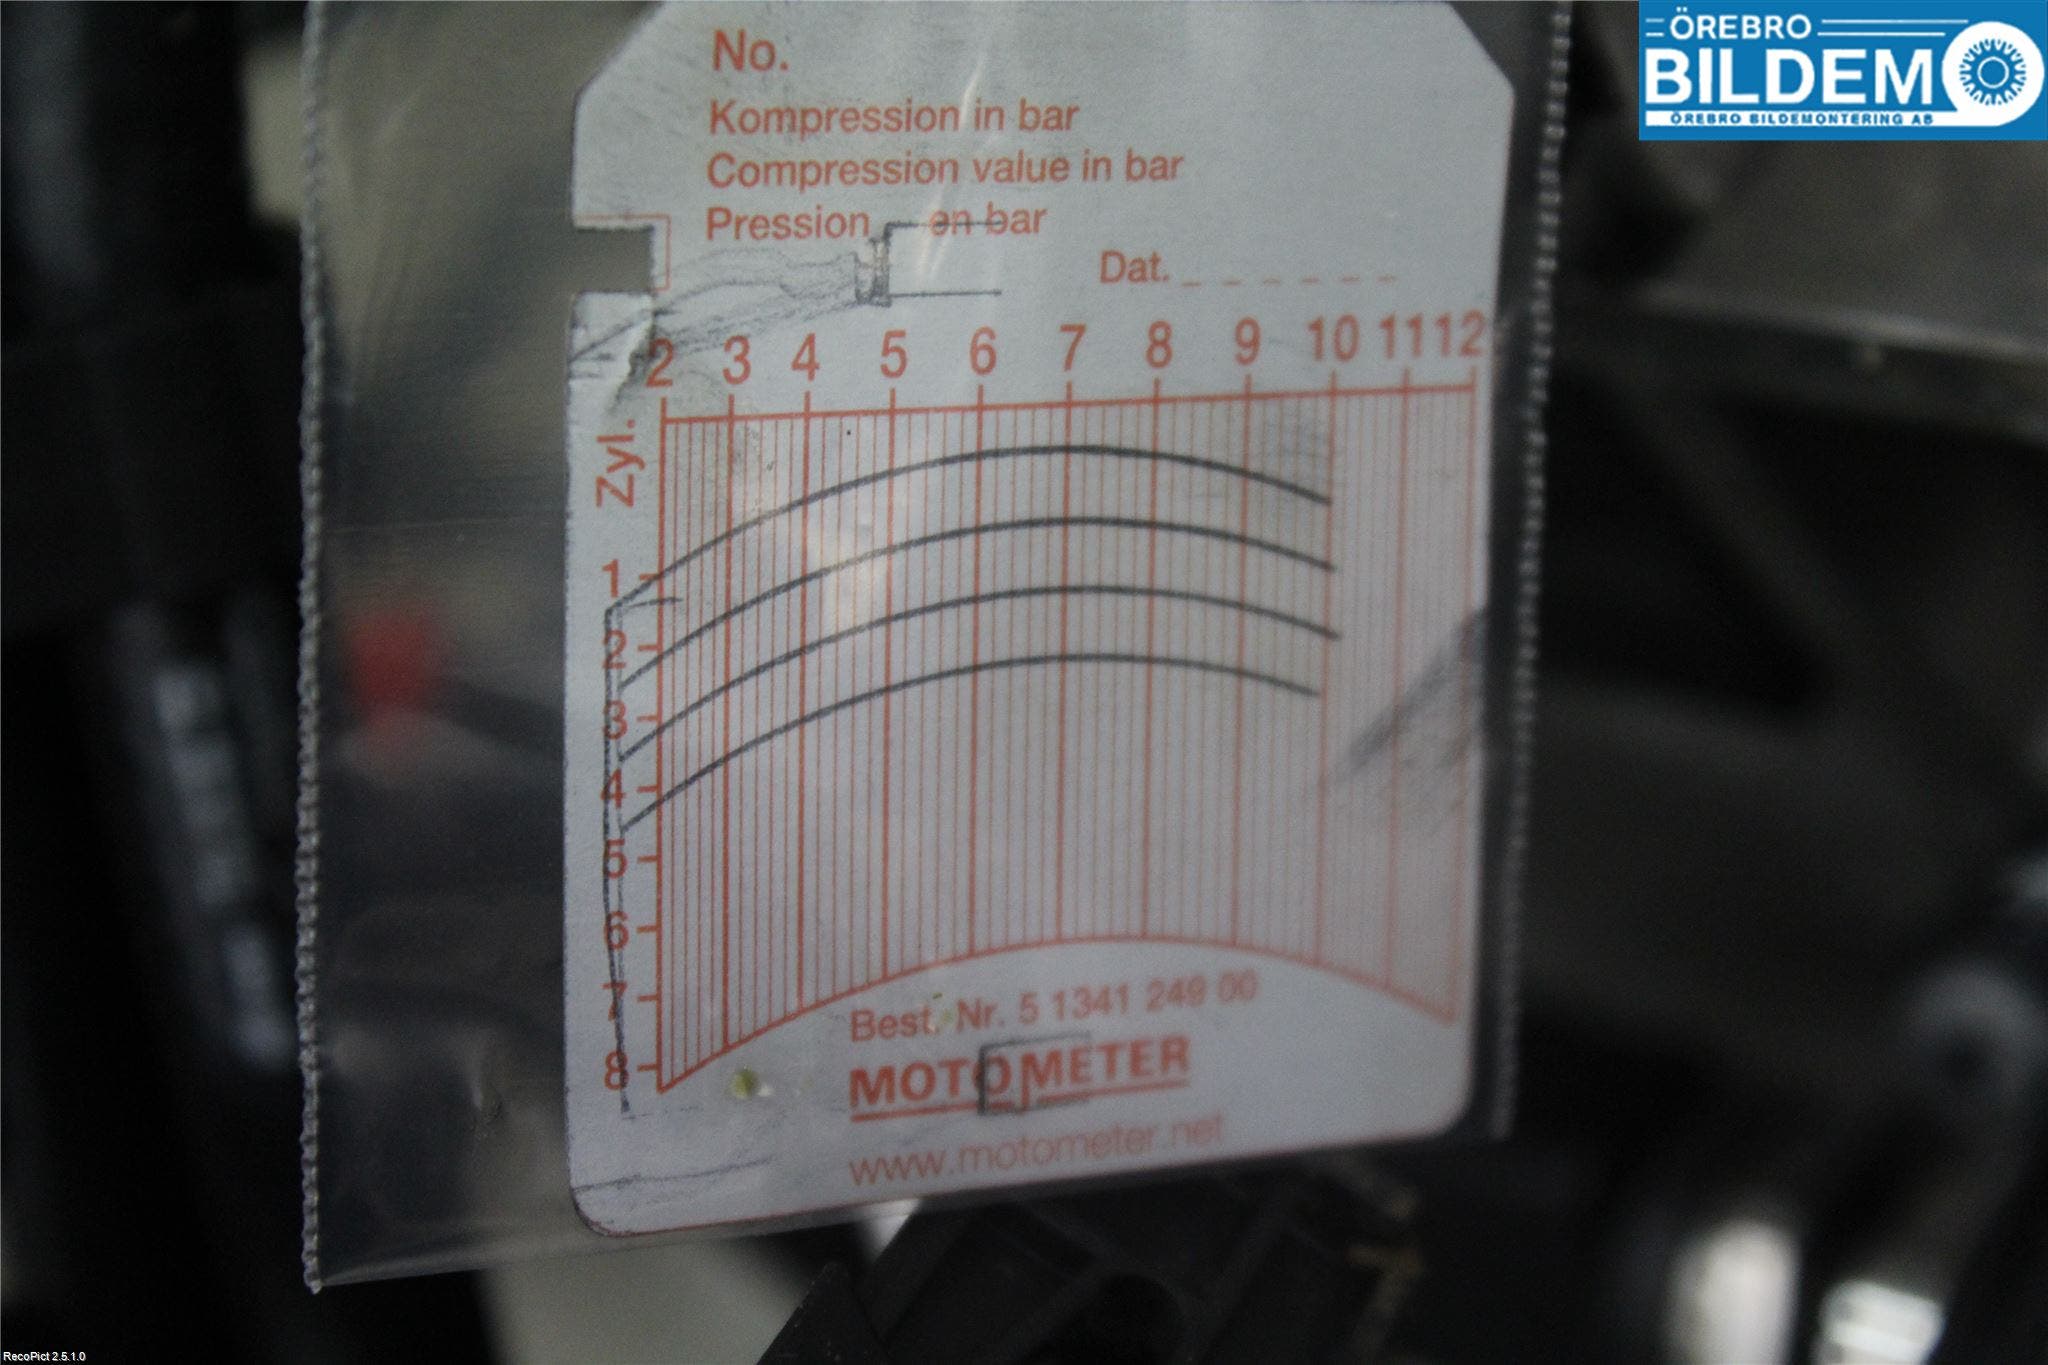 ÖREBRO
BILDEMO
ÖREBRO BILDEMONTERING AB
No.
Kompression in bar
Compression value in bar
Pression en bar
Dat. _ _ _ _ _ _
2 3 4 5 6 7 8 9 10 11 12
Zyl.
1
2
3
4
5
6
7
8
Best. Nr. 5 1341 249 00
MOTOMETER
www.motometer.net
RecoPict 2.5.1.0